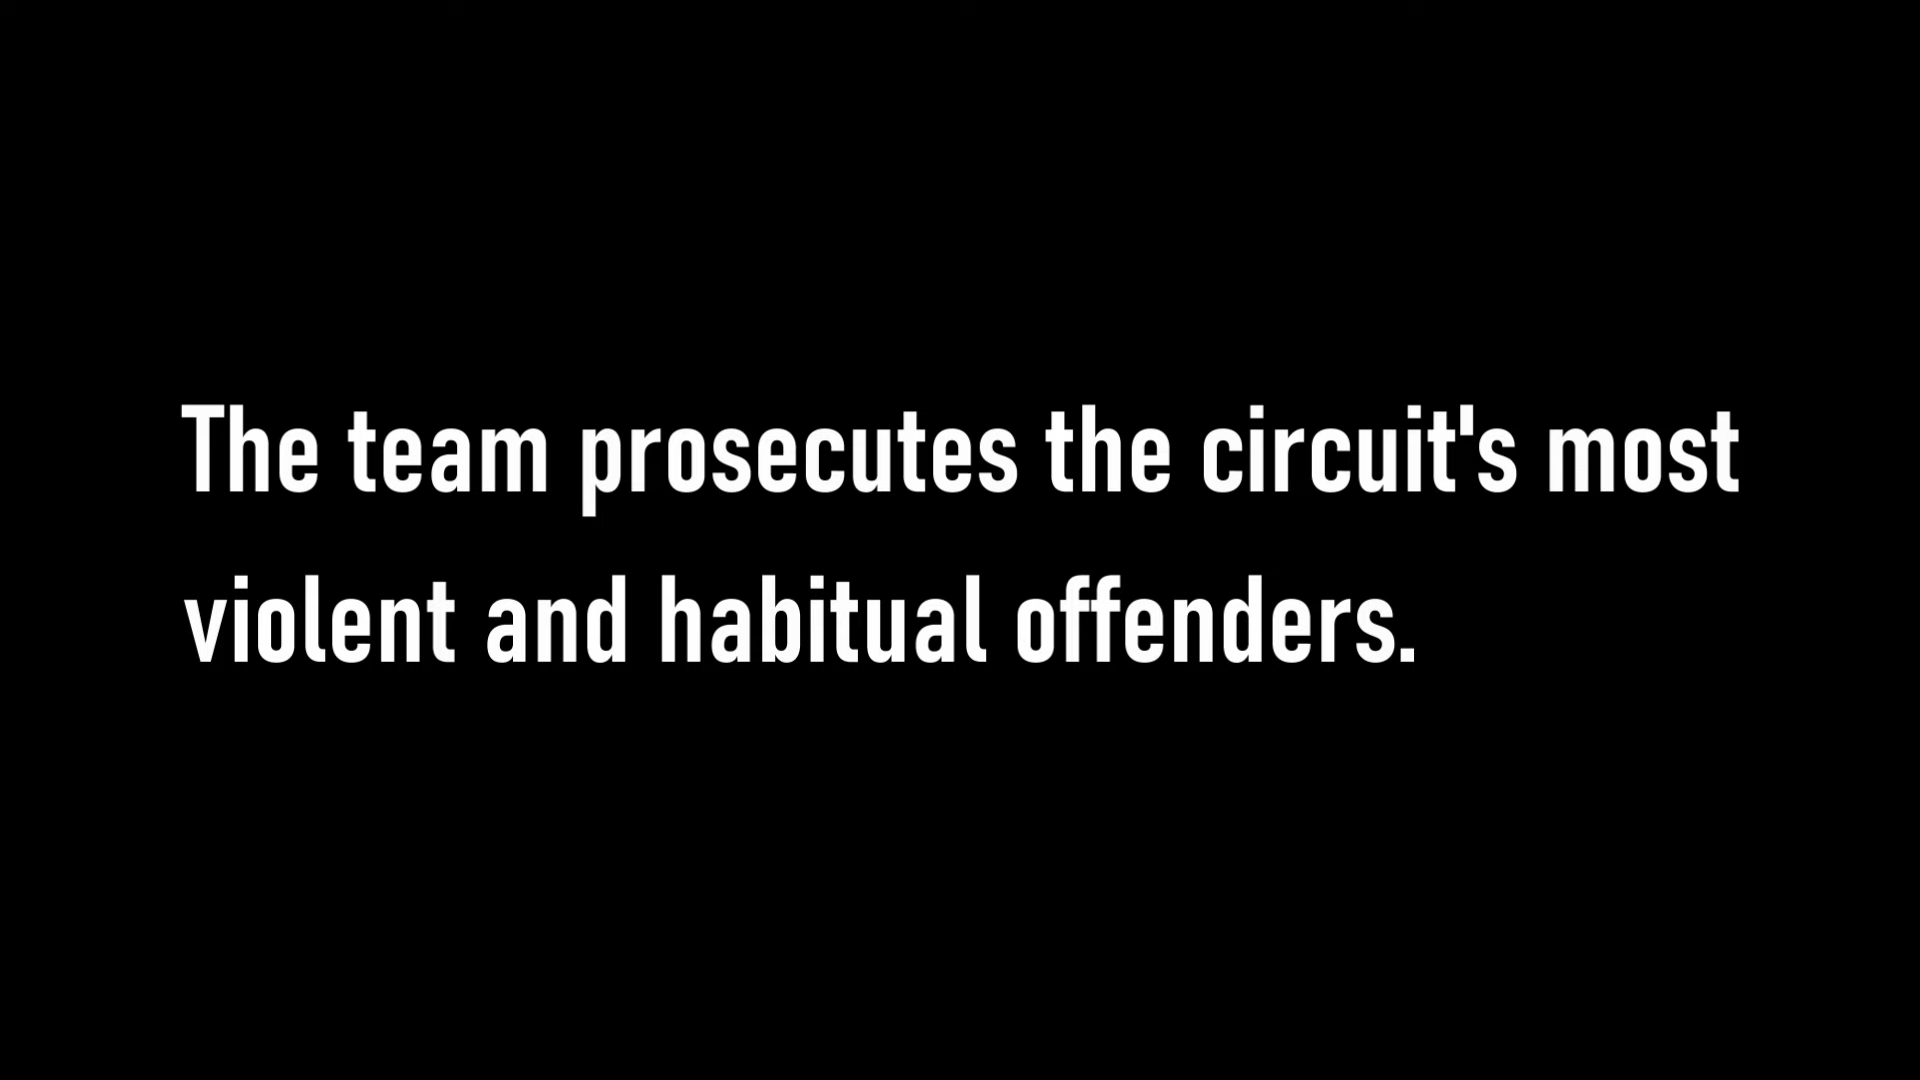 The team prosecutes the circuit's most
violent and habitual offenders.